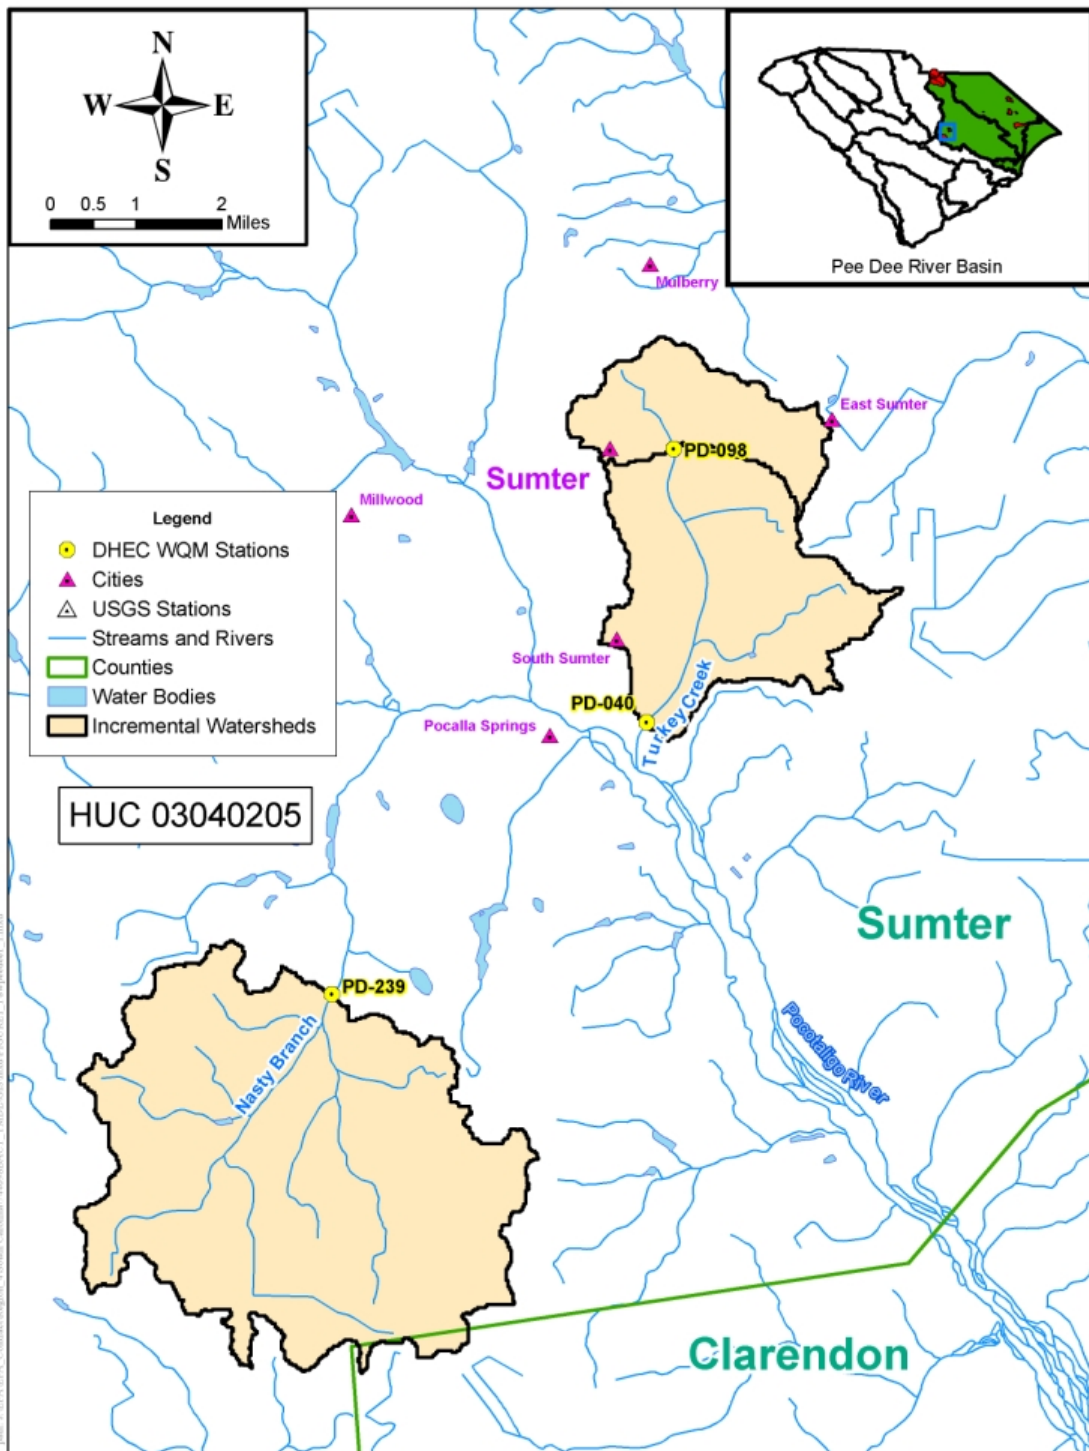 N
W E
S
0 0.5 1 2
Miles
Pee Dee River Basin
Mulberry
East Sumter
PD-098
Sumter
Millwood
Legend
DHEC WQM Stations
Cities
USGS Stations
Streams and Rivers
Counties
Water Bodies
Incremental Watersheds
South Sumter
PD-040
Turkey Creek
Pocalla Springs
HUC 03040205
Sumter
PD-239
Nasty Branch
Pocotaligo River
Clarendon